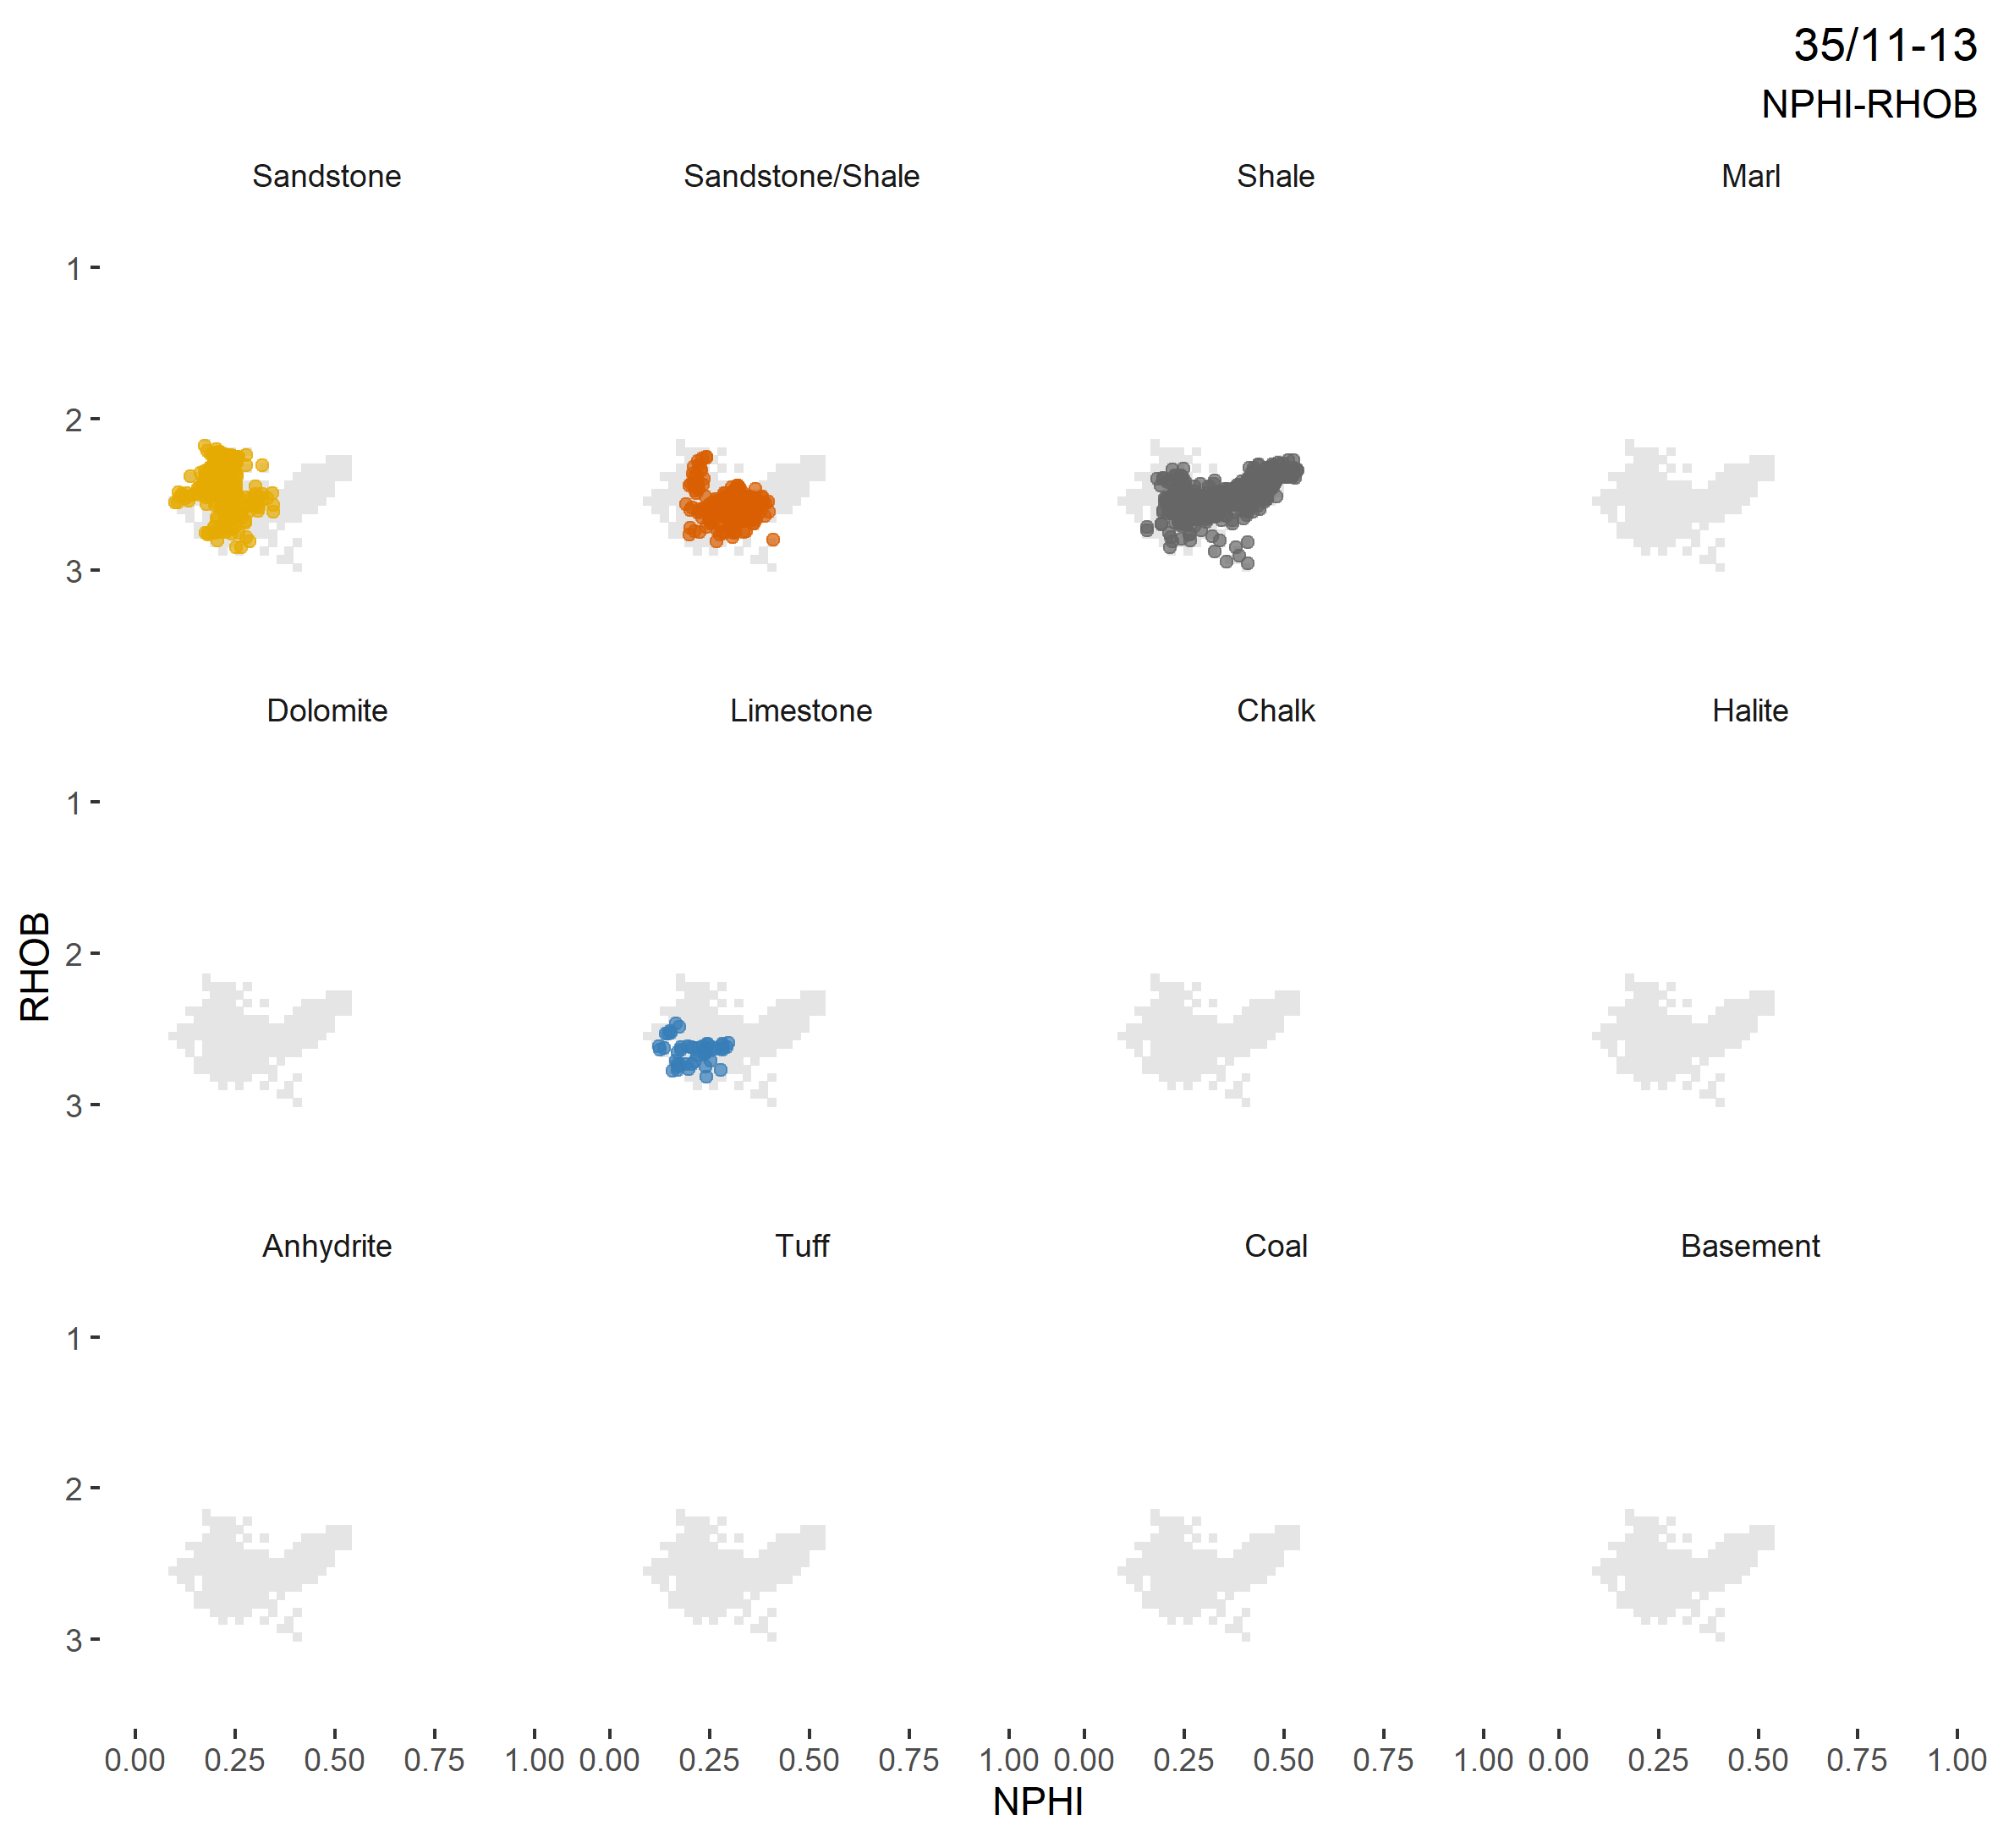 35/11-13
NPHI-RHOB
Sandstone Sandstone/Shale Shale Marl
1
2
3
Dolomite Limestone Chalk Halite
1
2
3
RHOB
Anhydrite Tuff Coal Basement
1
2
3
0.00 0.25 0.50 0.75 1.00 0.00 0.25 0.50 0.75 1.00 0.00 0.25 0.50 0.75 1.00 0.00 0.25 0.50 0.75 1.00
NPHI